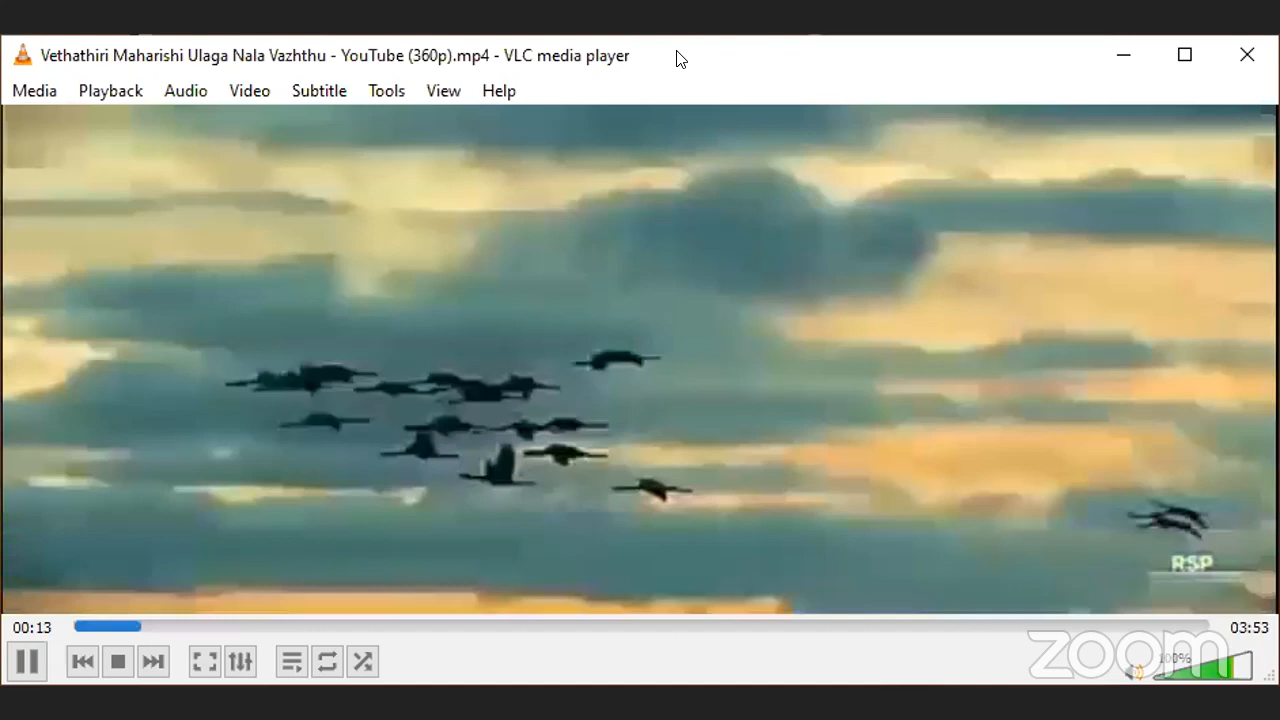 Vethathiri Maharishi Ulaga Nala Vazhthu - YouTube (360p).mp4 - VLC media player
Media Playback Audio Video Subtitle Tools View Help
RSP
00:13
03:53
zoom
100%